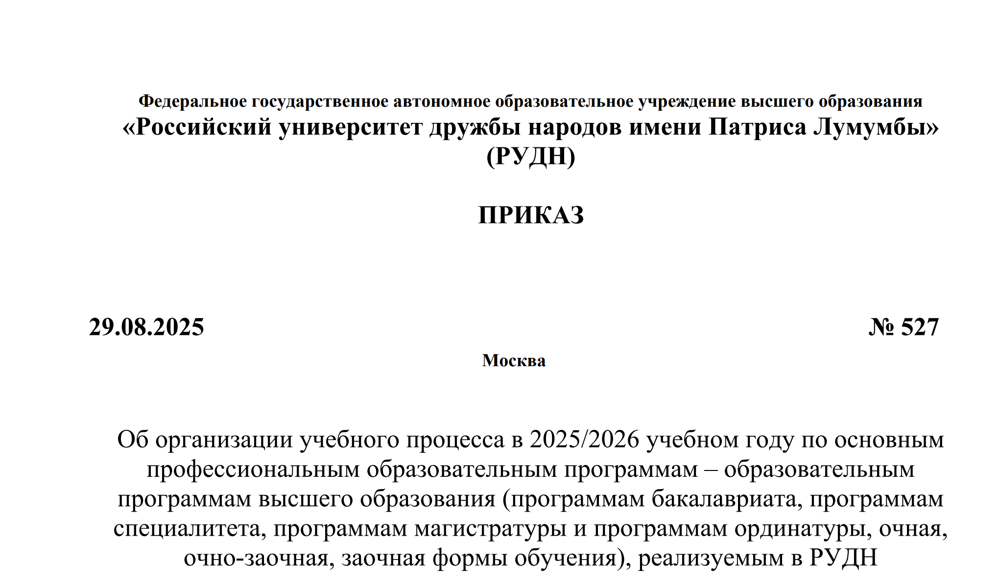 Федеральное государственное автономное образовательное учреждение высшего образования
«Российский университет дружбы народов имени Патриса Лумумбы»
(РУДН)
ПРИКАЗ
29.08.2025 № 527
Москва
Об организации учебного процесса в 2025/2026 учебном году по основным
профессиональным образовательным программам – образовательным
программам высшего образования (программам бакалавриата, программам
специалитета, программам магистратуры и программам ординатуры, очная,
очно-заочная, заочная формы обучения), реализуемым в РУДН